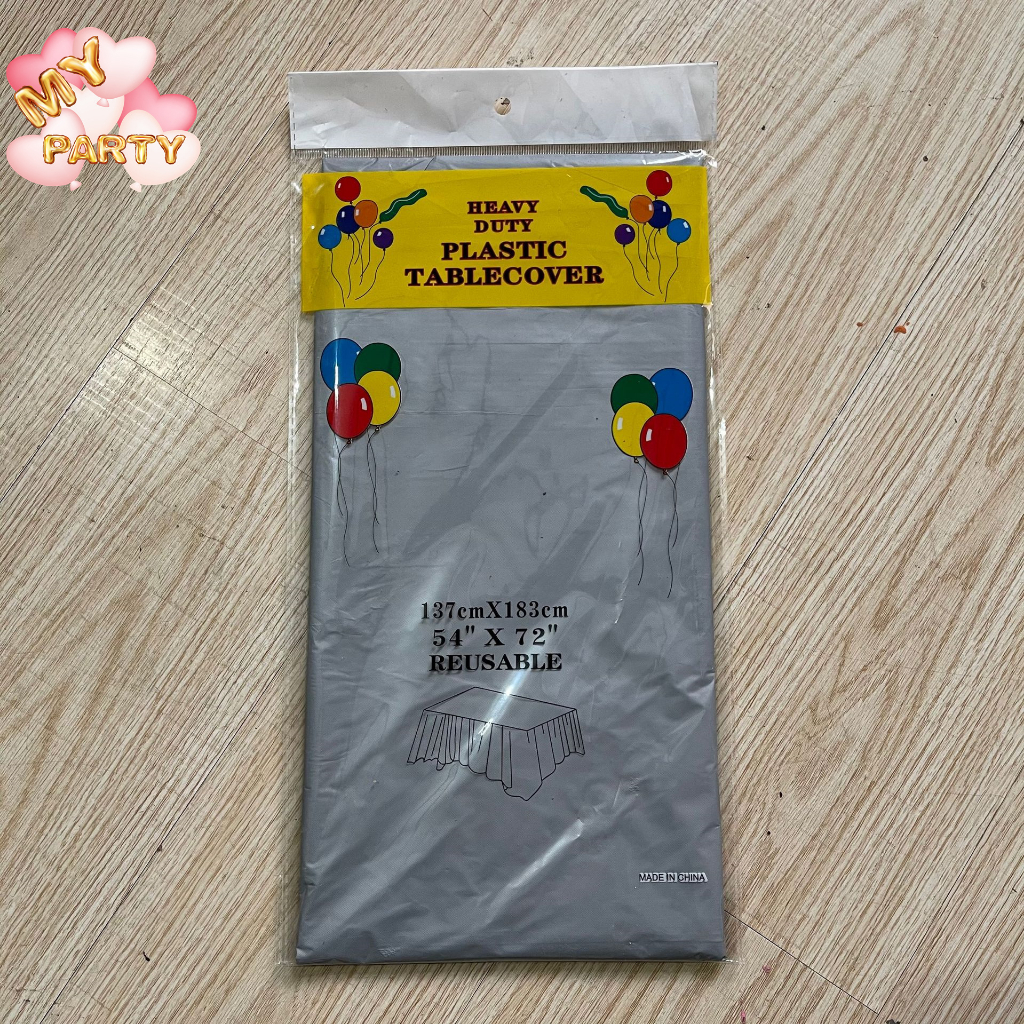 MY
PARTY
HEAVY
DUTY
PLASTIC
TABLECOVER
137cmX183cm
54" X 72"
REUSABLE
MADE IN CHINA